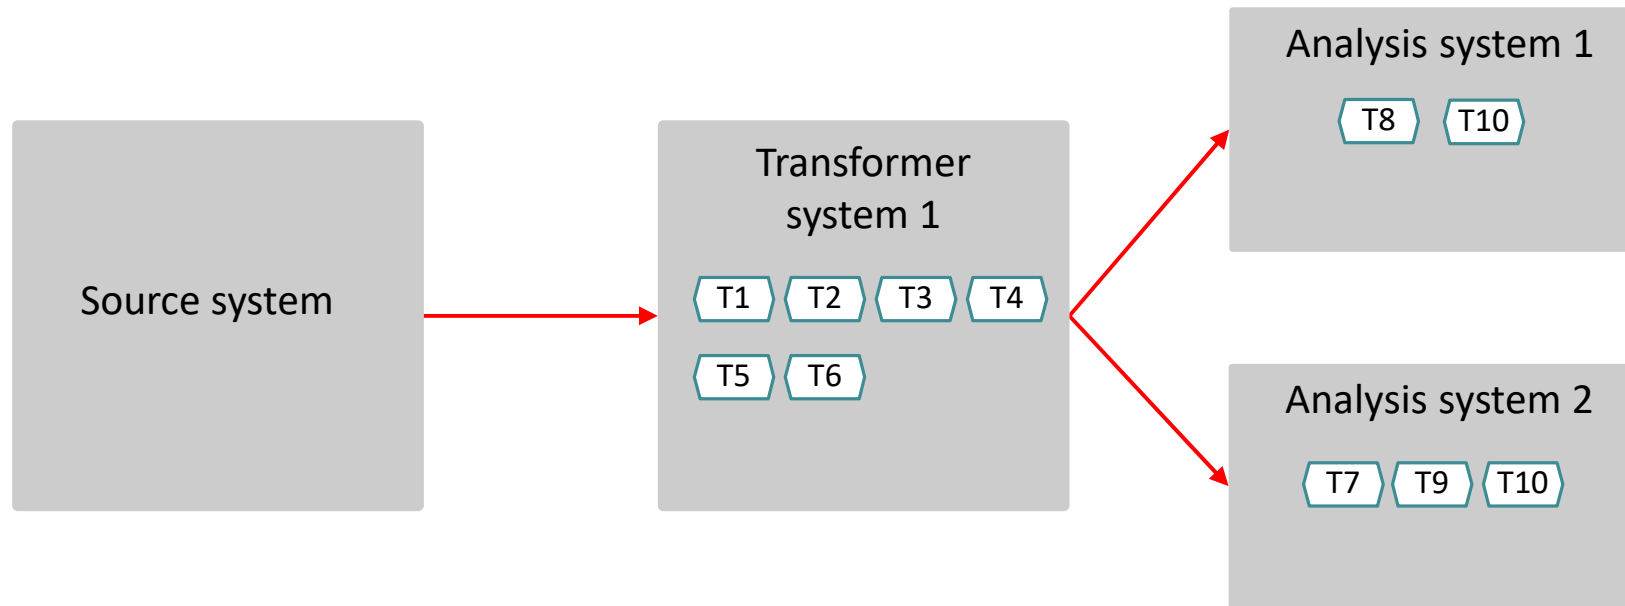 Source system
Transformer
system 1
T1 T2 T3 T4
T5 T6
Analysis system 1
T8 T10
Analysis system 2
T7 T9 T10